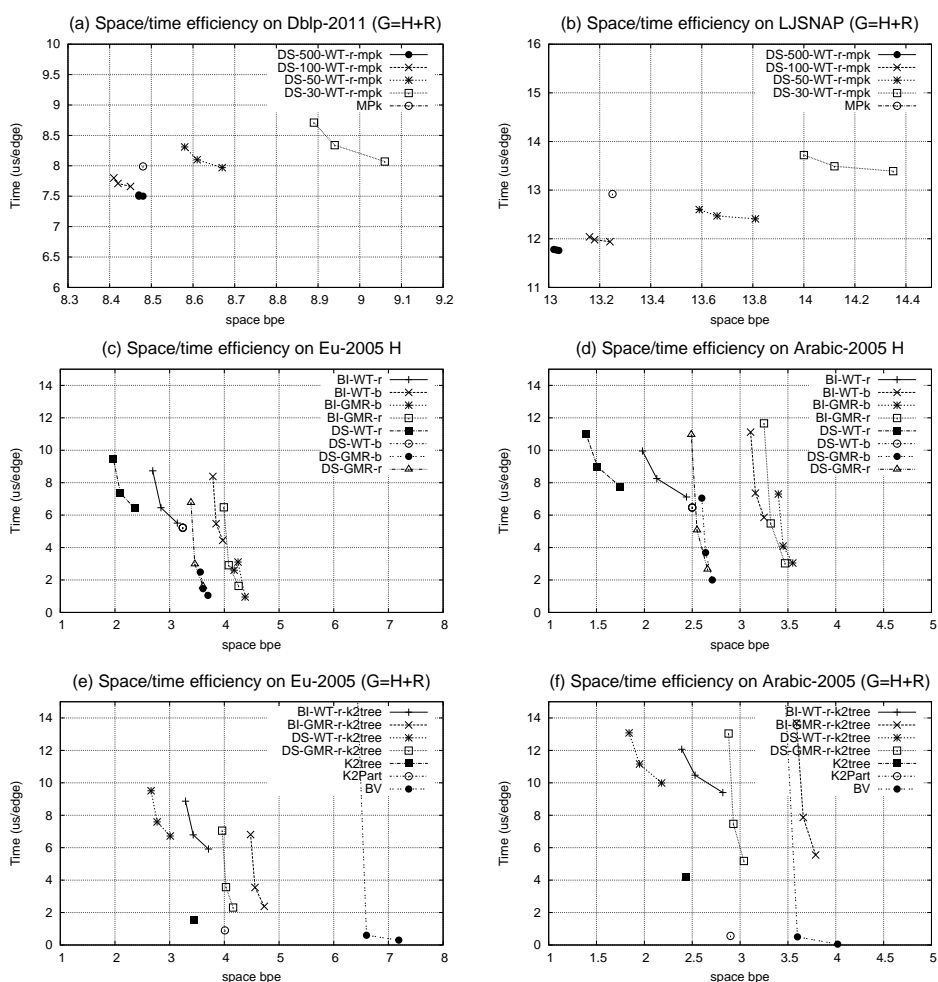 (a) Space/time efficiency on Dblp-2011 (G=H+R)
10
9.5
9
8.5
8
7.5
7
6.5
6
8.3 8.4 8.5 8.6 8.7 8.8 8.9 9 9.1 9.2
Time (us/edge)
space bpe
DS-500-WT-r-mpk
DS-100-WT-r-mpk
DS-50-WT-r-mpk
DS-30-WT-r-mpk
MPk
(b) Space/time efficiency on LJSNAP (G=H+R)
16
15
14
13
12
11
13 13.2 13.4 13.6 13.8 14 14.2 14.4
Time (us/edge)
space bpe
DS-500-WT-r-mpk
DS-100-WT-r-mpk
DS-50-WT-r-mpk
DS-30-WT-r-mpk
MPk
(c) Space/time efficiency on Eu-2005 H
14
12
10
8
6
4
2
0
1 2 3 4 5 6 7 8
Time (us/edge)
space bpe
BI-WT-r
BI-WT-b
BI-GMR-b
BI-GMR-r
DS-WT-r
DS-WT-b
DS-GMR-b
DS-GMR-r
(d) Space/time efficiency on Arabic-2005 H
14
12
10
8
6
4
2
0
1 1.5 2 2.5 3 3.5 4 4.5 5
Time (us/edge)
space bpe
BI-WT-r
BI-WT-b
BI-GMR-b
BI-GMR-r
DS-WT-r
DS-WT-b
DS-GMR-b
DS-GMR-r
(e) Space/time efficiency on Eu-2005 (G=H+R)
14
12
10
8
6
4
2
0
1 2 3 4 5 6 7 8
Time (us/edge)
space bpe
BI-WT-r-k2tree
BI-GMR-r-k2tree
DS-WT-r-k2tree
DS-GMR-r-k2tree
K2tree
K2Part
BV
(f) Space/time efficiency on Arabic-2005 (G=H+R)
14
12
10
8
6
4
2
0
1 1.5 2 2.5 3 3.5 4 4.5 5
Time (us/edge)
space bpe
BI-WT-r-k2tree
BI-GMR-r-k2tree
DS-WT-r-k2tree
DS-GMR-r-k2tree
K2tree
K2Part
BV